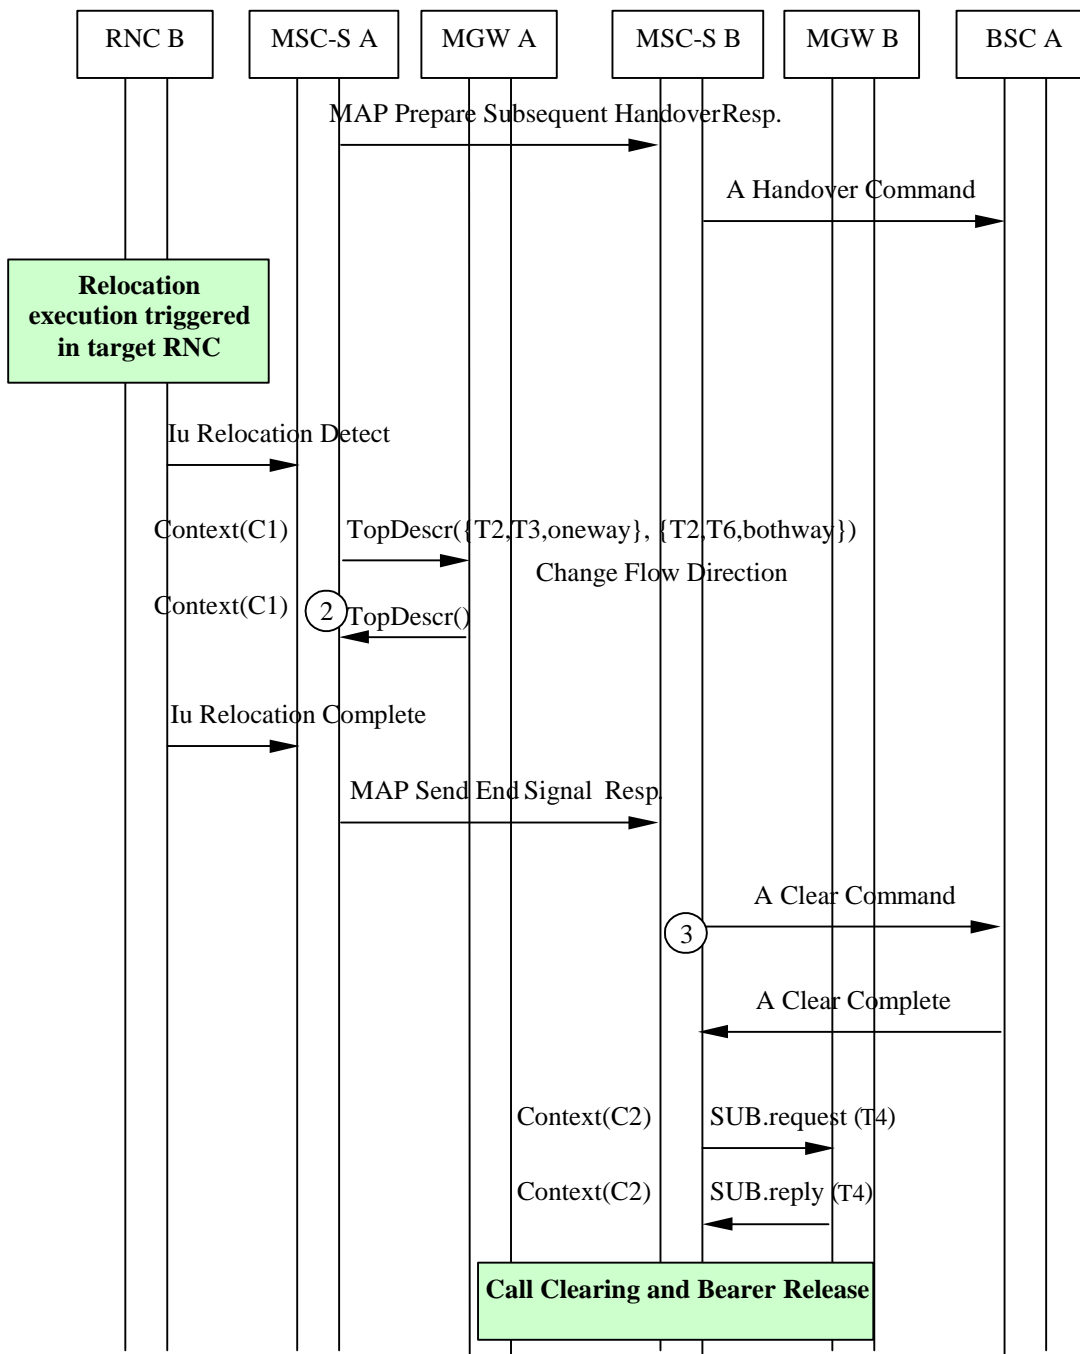 RNC B
MSC-S A
MGW A
MSC-S B
MGW B
BSC A
MAP Prepare Subsequent HandoverResp.
A Handover Command
Relocation
execution triggered
in target RNC
Iu Relocation Detect
Context(C1)
TopDescr({T2,T3,oneway}, {T2,T6,bothway})
Change Flow Direction
Context(C1)
2
TopDescr()
Iu Relocation Complete
MAP Send End Signal Resp.
A Clear Command
3
A Clear Complete
Context(C2)
SUB.request (T4)
Context(C2)
SUB.reply (T4)
Call Clearing and Bearer Release